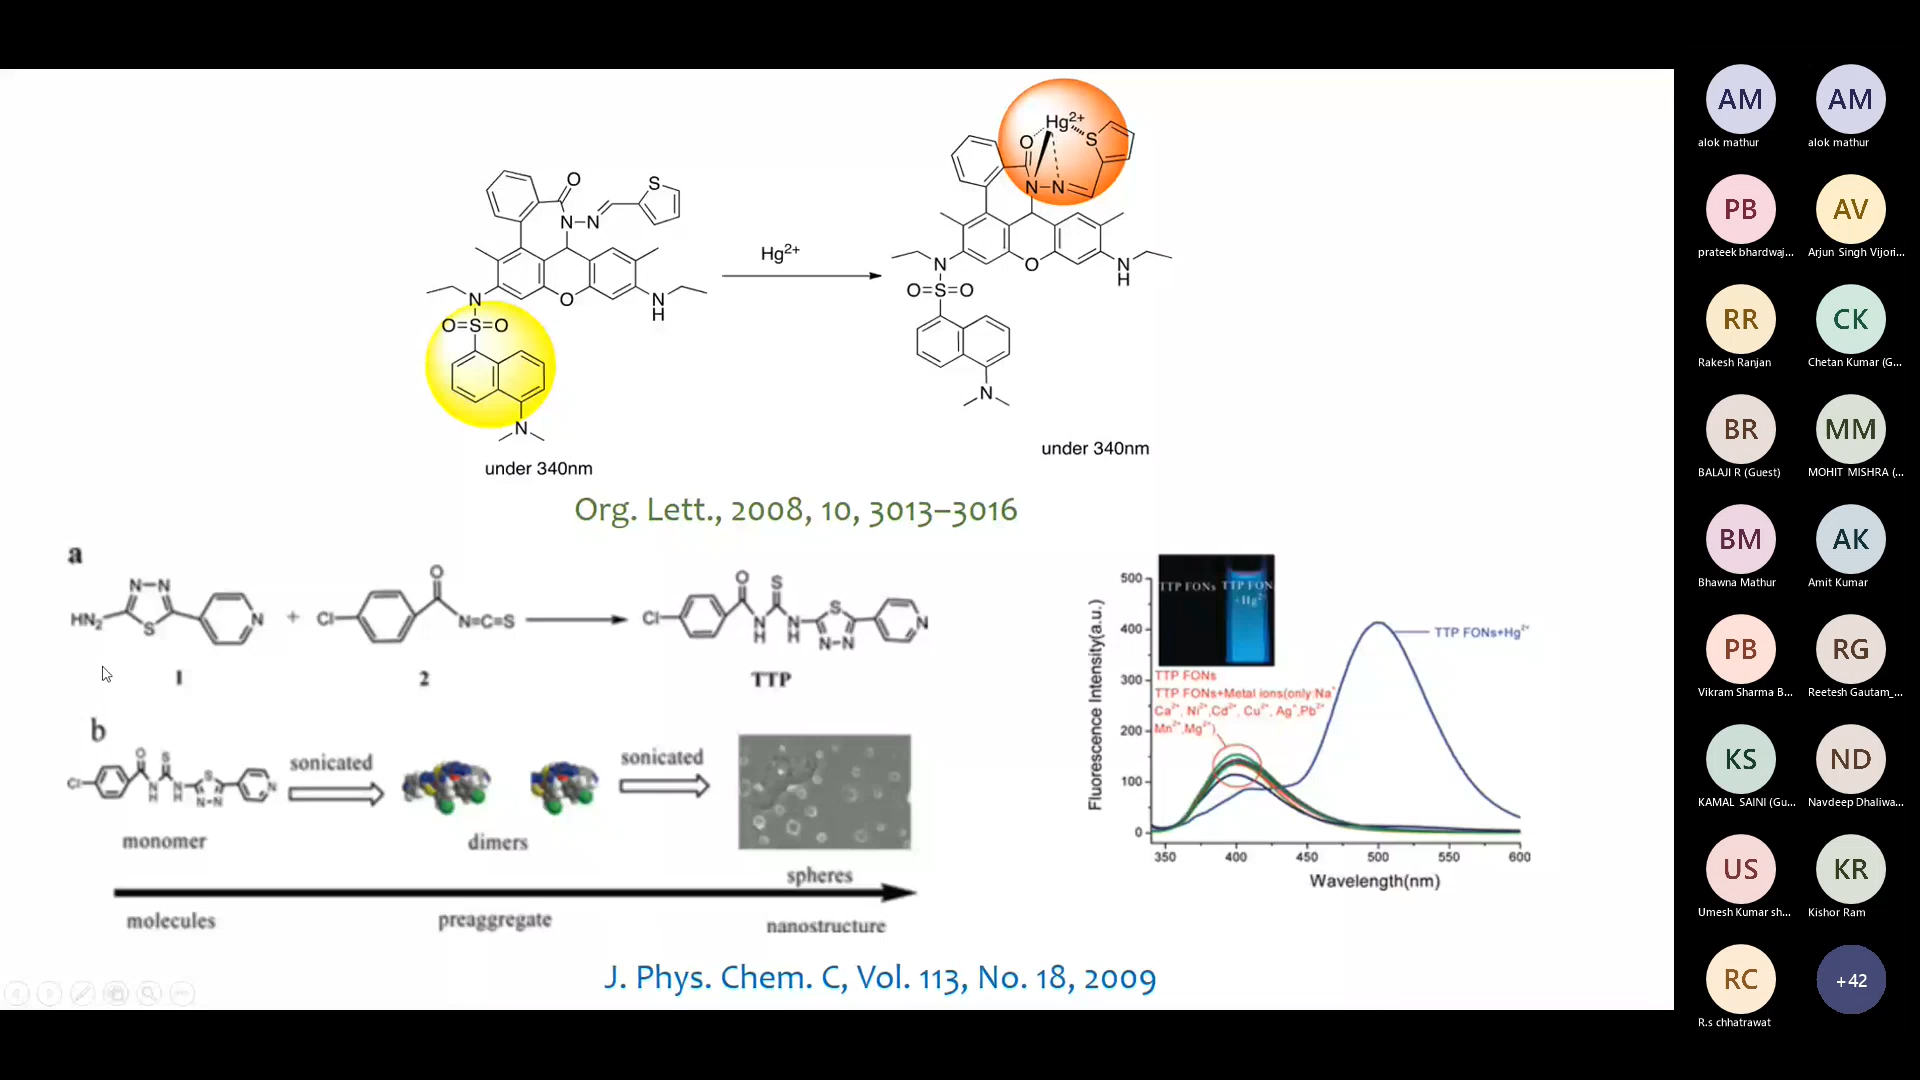 Hg2+
O
S
N
N
O
S
N
N
Hg2+
O
N
N
H
O=S=O
under 340nm
N
O
N
H
O=S=O
N
under 340nm
N
Org. Lett., 2008, 10, 3013–3016
a
H2N
N—N
S
N
+
Cl
O
N=C=S
Cl
O
S
N
H
N
H
S
N—N
N
1
2
TTP
b
Cl
O
S
N
H
N
H
S
N—N
N
sonicated
sonicated
monomer
dimers
spheres
molecules
preaggregate
nanostructure
TTP FONs
TTP FON
+Hg2+
TTP FONs+Hg2+
TTP FONs
TTP FONs+Metal ions(only:Na+
Ca2+, Ni2+,Cd2+, Cu2+, Ag+,Pb2+
Mn2+,Mg2+)
Fluorescence Intensity(a.u.)
500
400
300
200
100
0
350 400 450 500 550 600
Wavelength(nm)
J. Phys. Chem. C, Vol. 113, No. 18, 2009
AM
AM
alok mathur
alok mathur
PB
AV
prateek bhardwaj...
Arjun Singh Vijori...
RR
CK
Rakesh Ranjan
Chetan Kumar (G...
BR
MM
BALAJI R (Guest)
MOHIT MISHRA (...
BM
AK
Bhawna Mathur
Amit Kumar
PB
RG
Vikram Sharma B...
Reetesh Gautam_...
KS
ND
KAMAL SAINI (Gu...
Navdeep Dhaliwa...
US
KR
Umesh Kumar sh...
Kishor Ram
RC
+42
R.s chhatrawat